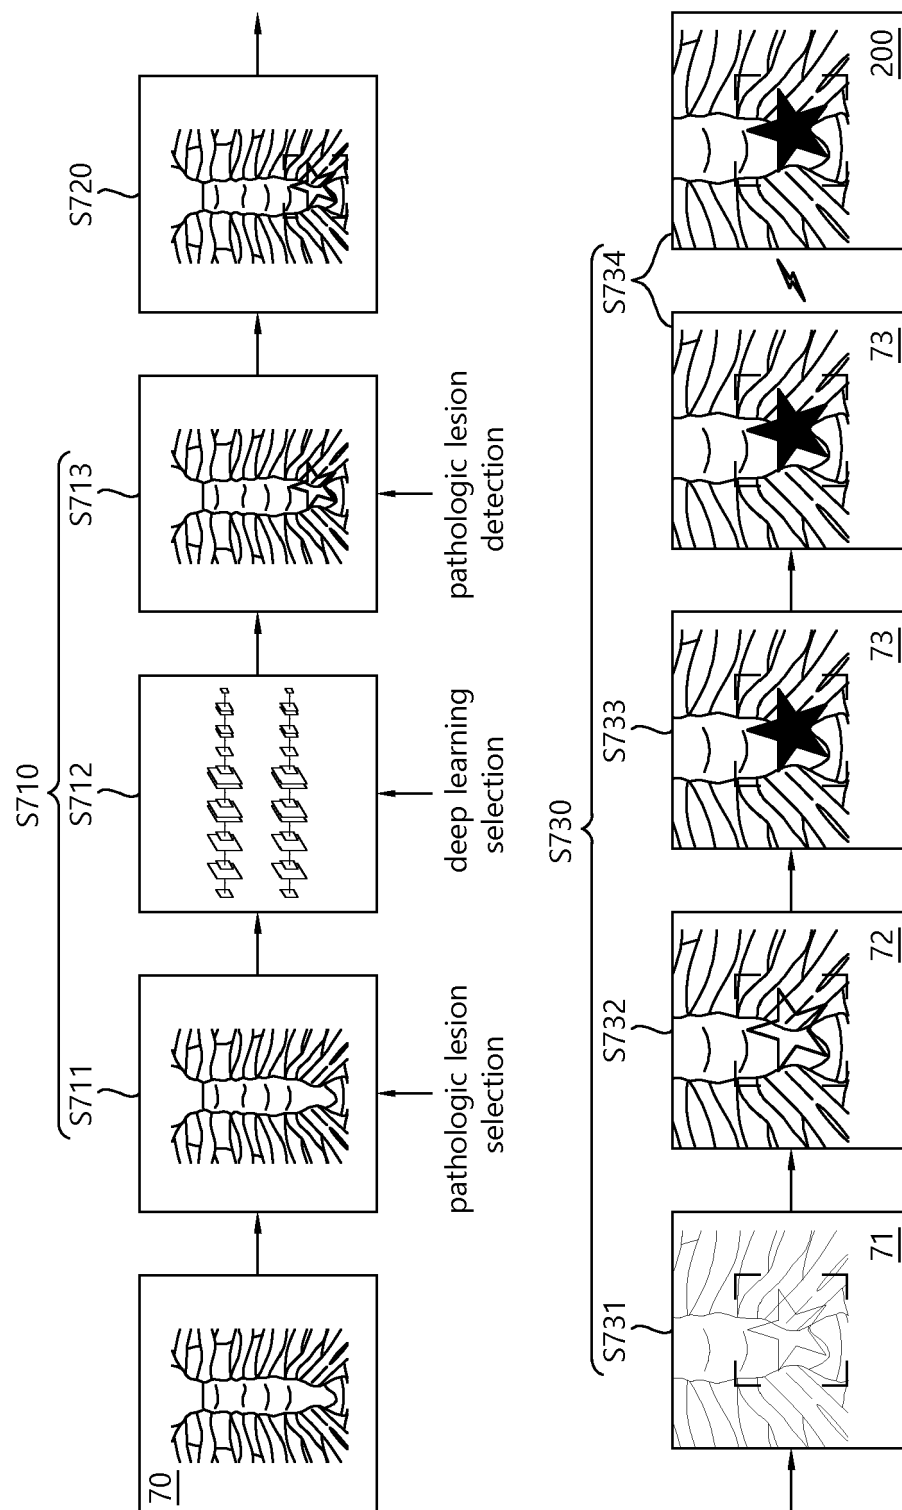 S710
S711
S712
S713
S720
70
pathologic lesion
selection
deep learning
selection
pathologic lesion
detection
S730
S731
S732
S733
S734
71
72
73
73
200